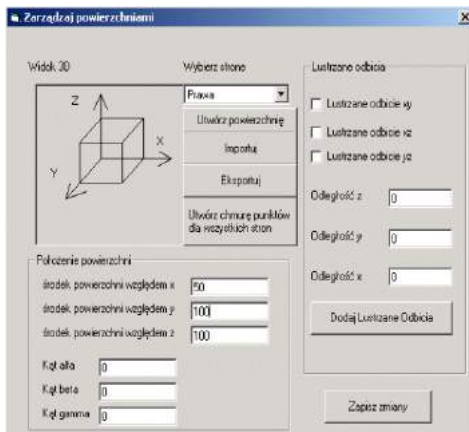 Zarządzaj powierzchniami
Widok 3D
Wybierz stronę
Prawa
Z
X
Y
Utwórz powierzchnię
Importuj
Eksportuj
Utwórz chmurę punktów
dla wszystkich stron
Położenie powierzchni
środek powierzchni względem x
50
środek powierzchni względem y
100
środek powierzchni względem z
100
Kąt alfa
0
Kąt beta
0
Kąt gamma
0
Lustrzane odbicia
Lustrzane odbicie xy
Lustrzane odbicie xz
Lustrzane odbicie yz
Odległość z
0
Odległość y
0
Odległość x
0
Dodaj Lustrzane Odbicia
Zapisz zmiany